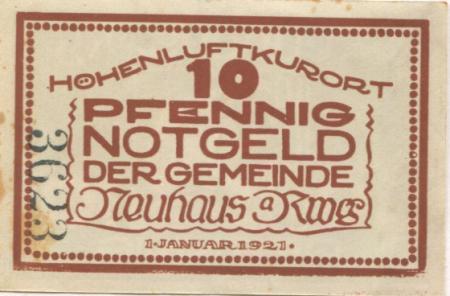 HÖHENLUFTKURORT
10
PFENNIG
NOTGELD
DER GEMEINDE
Neuhaus a Rwg
1·JANUAR 1921·
3623